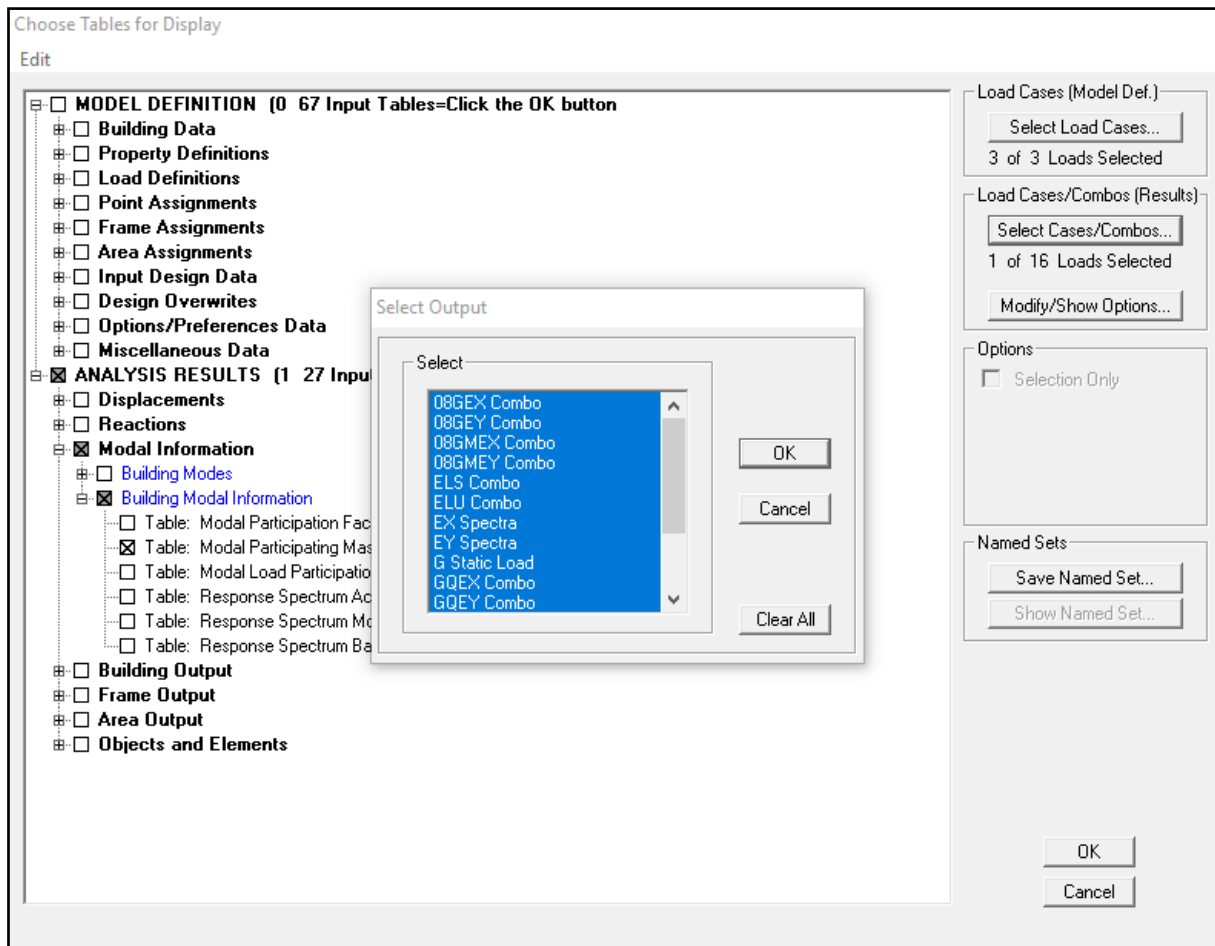 Choose Tables for Display
Edit
MODEL DEFINITION (0 67 Input Tables=Click the OK button
Building Data
Property Definitions
Load Definitions
Point Assignments
Frame Assignments
Area Assignments
Input Design Data
Design Overwrites
Options/Preferences Data
Miscellaneous Data
ANALYSIS RESULTS (1 27 Inpu
Displacements
Reactions
Modal Information
Building Modes
Building Modal Information
Table: Modal Participation Fac
Table: Modal Participating Mas
Table: Modal Load Participatio
Table: Response Spectrum Ac
Table: Response Spectrum Mo
Table: Response Spectrum Ba
Building Output
Frame Output
Area Output
Objects and Elements
Select Output
Select
08GEX Combo
08GEY Combo
08GMEX Combo
08GMEY Combo
ELS Combo
ELU Combo
EX Spectra
EY Spectra
G Static Load
GQEX Combo
GQEY Combo
OK
Cancel
Clear All
Load Cases (Model Def.)
Select Load Cases...
3 of 3 Loads Selected
Load Cases/Combos (Results)
Select Cases/Combos...
1 of 16 Loads Selected
Modify/Show Options...
Options
Selection Only
Named Sets
Save Named Set...
Show Named Set...
OK
Cancel